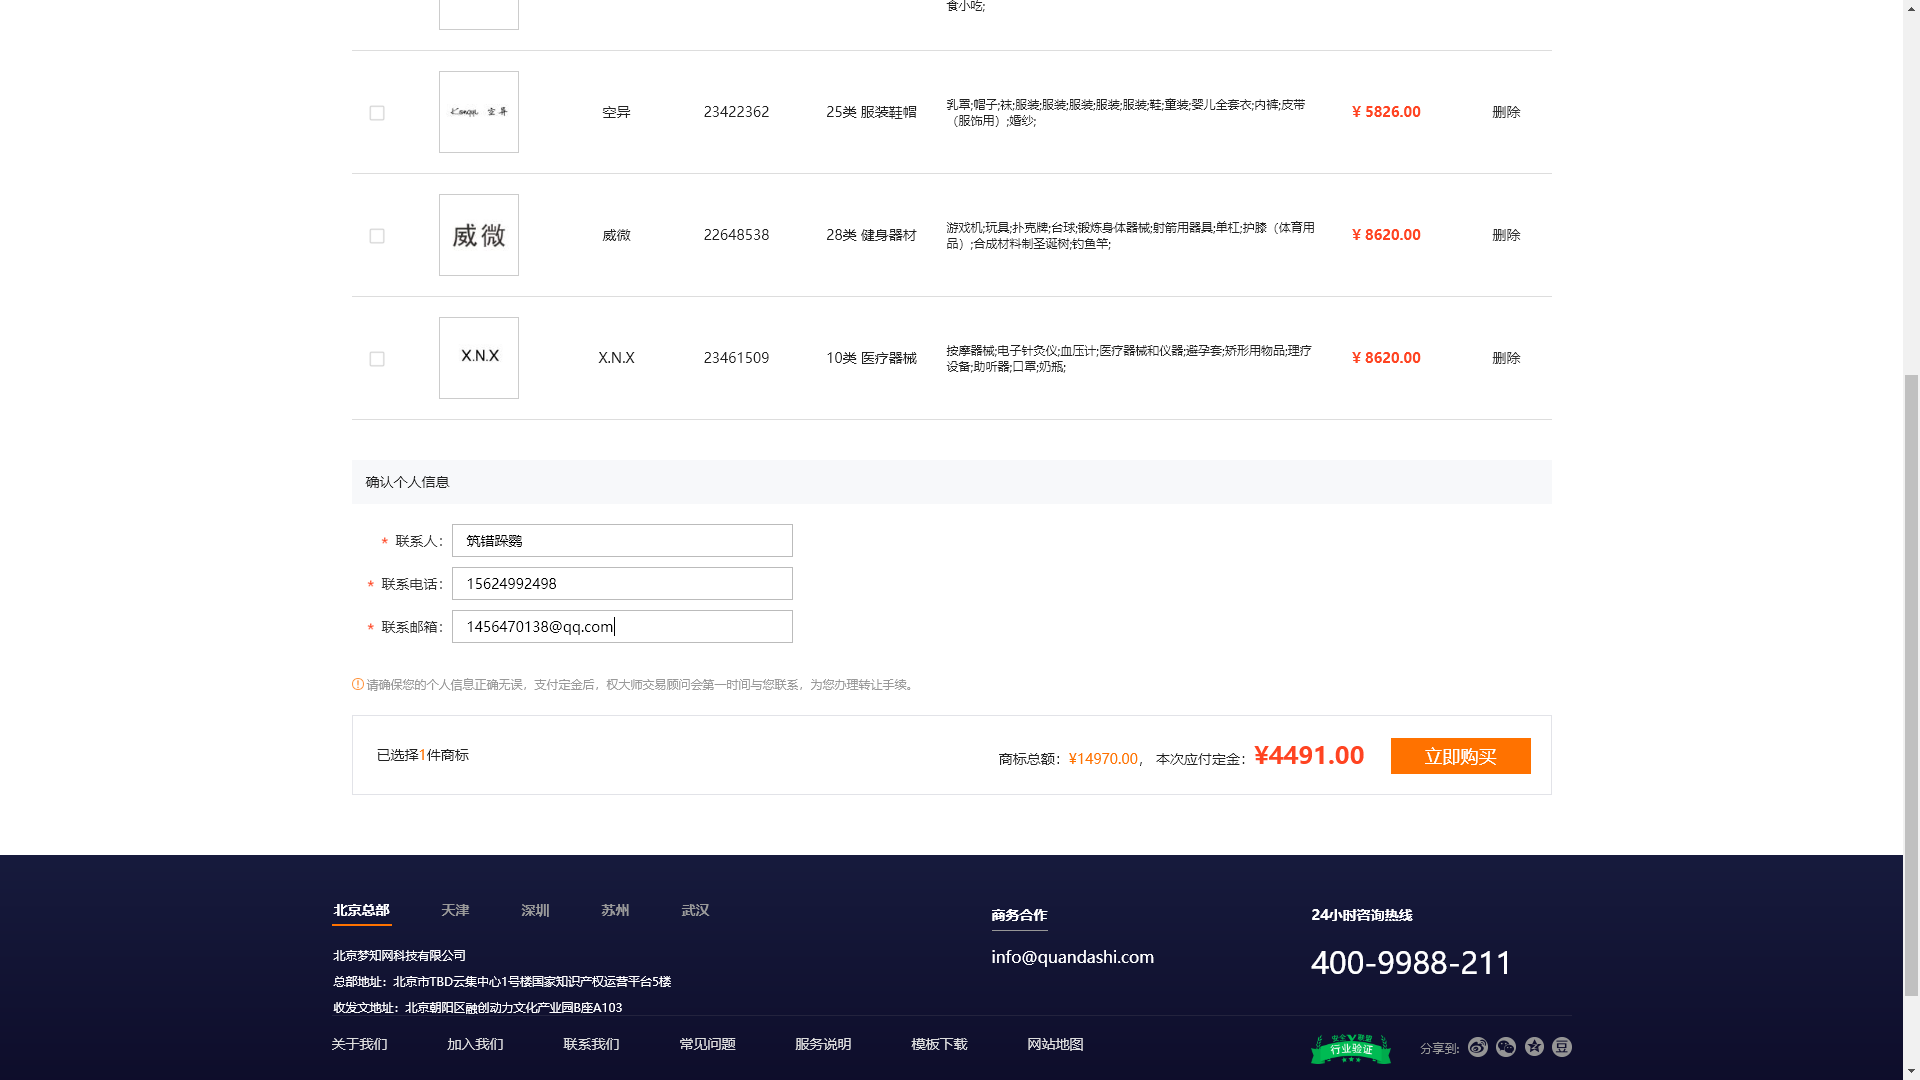 食小吃;
Kongyi 空异
空异
23422362
25类 服装鞋帽
乳罩;帽子;袜;服装;服装;服装;服装;服装;鞋;童装;婴儿全套衣;内裤;皮带
（服饰用）;婚纱;
¥ 5826.00
删除
威微
威微
22648538
28类 健身器材
游戏机;玩具;扑克牌;台球;锻炼身体器械;射箭用器具;单杠;护膝（体育用
品）;合成材料制圣诞树;钓鱼竿;
¥ 8620.00
删除
X.N.X
X.N.X
23461509
10类 医疗器械
按摩器械;电子针灸仪;血压计;医疗器械和仪器;避孕套;矫形用物品;理疗
设备;助听器;口罩;奶瓶;
¥ 8620.00
删除
确认个人信息
* 联系人： 筑错跺鹦
* 联系电话： 15624992498
* 联系邮箱： 1456470138@qq.com
请确保您的个人信息正确无误，支付定金后，权大师交易顾问会第一时间与您联系，为您办理转让手续。
已选择1件商标
商标总额：¥14970.00， 本次应付定金：¥4491.00
立即购买
北京总部 天津 深圳 苏州 武汉
北京梦知网科技有限公司
总部地址：北京市TBD云集中心1号楼国家知识产权运营平台5楼
收发文地址：北京朝阳区融创动力文化产业园B座A103
商务合作
info@quandashi.com
24小时咨询热线
400-9988-211
关于我们 加入我们 联系我们 常见问题 服务说明 模板下载 网站地图
安全联盟
行业验证
分享到:
豆